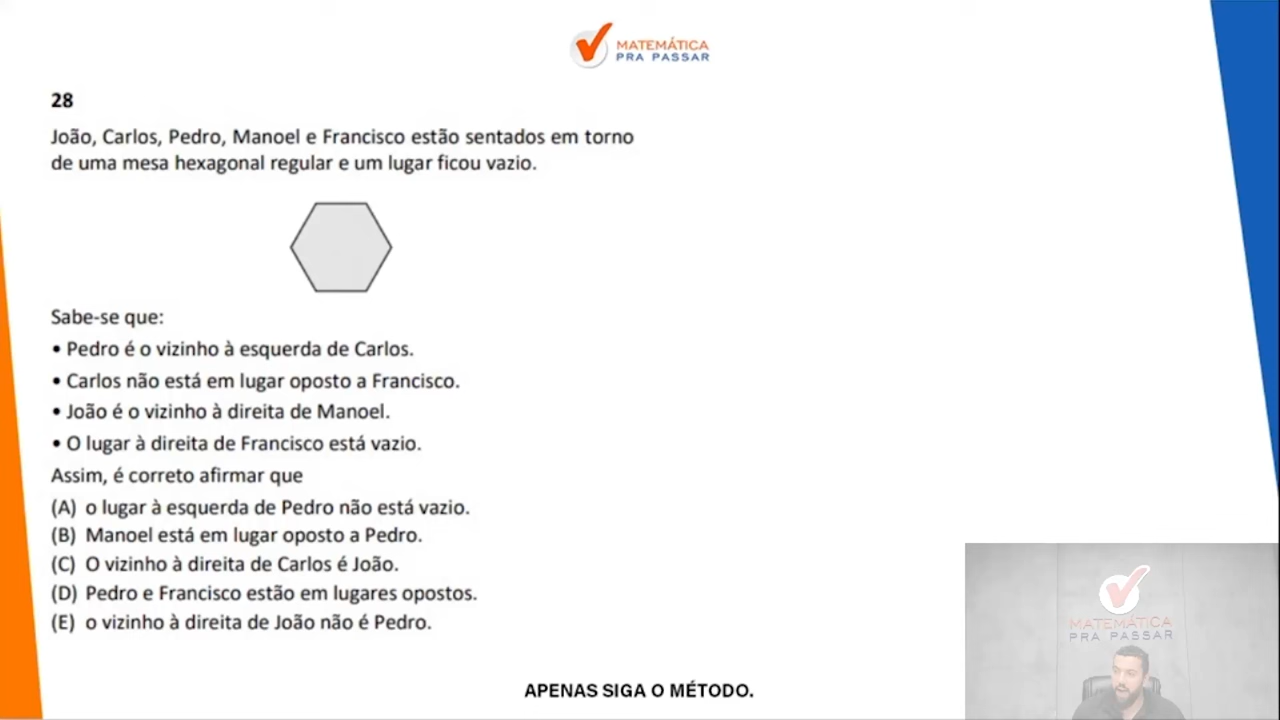 MATEMÁTICA
PRA PASSAR
28
João, Carlos, Pedro, Manoel e Francisco estão sentados em torno
de uma mesa hexagonal regular e um lugar ficou vazio.
Sabe-se que:
• Pedro é o vizinho à esquerda de Carlos.
• Carlos não está em lugar oposto a Francisco.
• João é o vizinho à direita de Manoel.
• O lugar à direita de Francisco está vazio.
Assim, é correto afirmar que
(A) o lugar à esquerda de Pedro não está vazio.
(B) Manoel está em lugar oposto a Pedro.
(C) O vizinho à direita de Carlos é João.
(D) Pedro e Francisco estão em lugares opostos.
(E) o vizinho à direita de João não é Pedro.
MATEMÁTICA
PRA PASSAR
APENAS SIGA O MÉTODO.